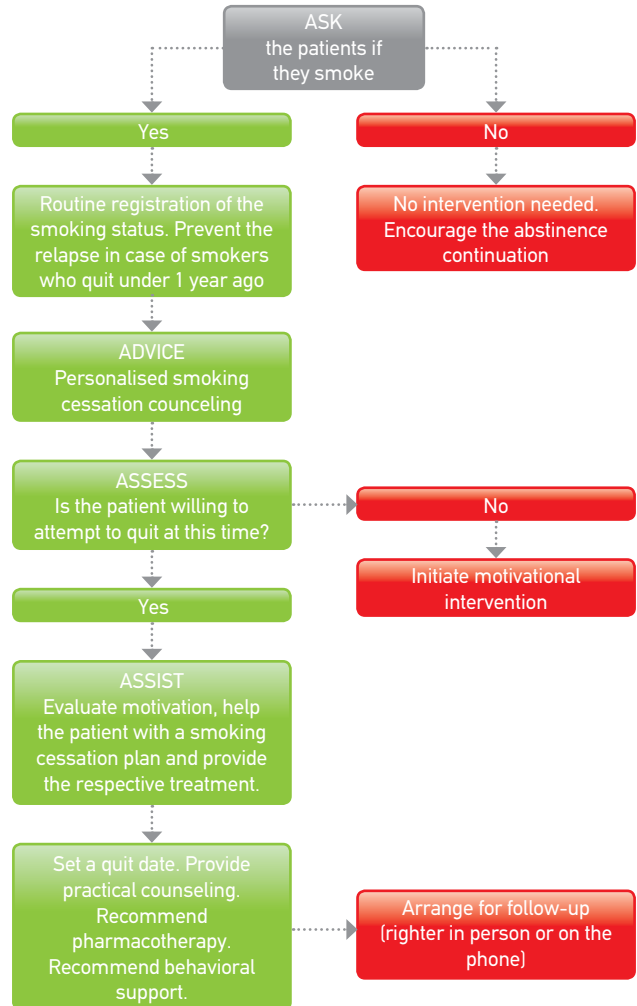 ASK
the patients if
they smoke
Yes
No
Routine registration of the
smoking status. Prevent the
relapse in case of smokers
who quit under 1 year ago
No intervention needed.
Encourage the abstinence
continuation
ADVICE
Personalised smoking
cessation counceling
ASSESS
Is the patient willing to
attempt to quit at this time?
No
Initiate motivational
intervention
Yes
ASSIST
Evaluate motivation, help
the patient with a smoking
cessation plan and provide
the respective treatment.
Set a quit date. Provide
practical counseling.
Recommend
pharmacotherapy.
Recommend behavioral
support.
Arrange for follow-up
(righter in person or on the
phone)